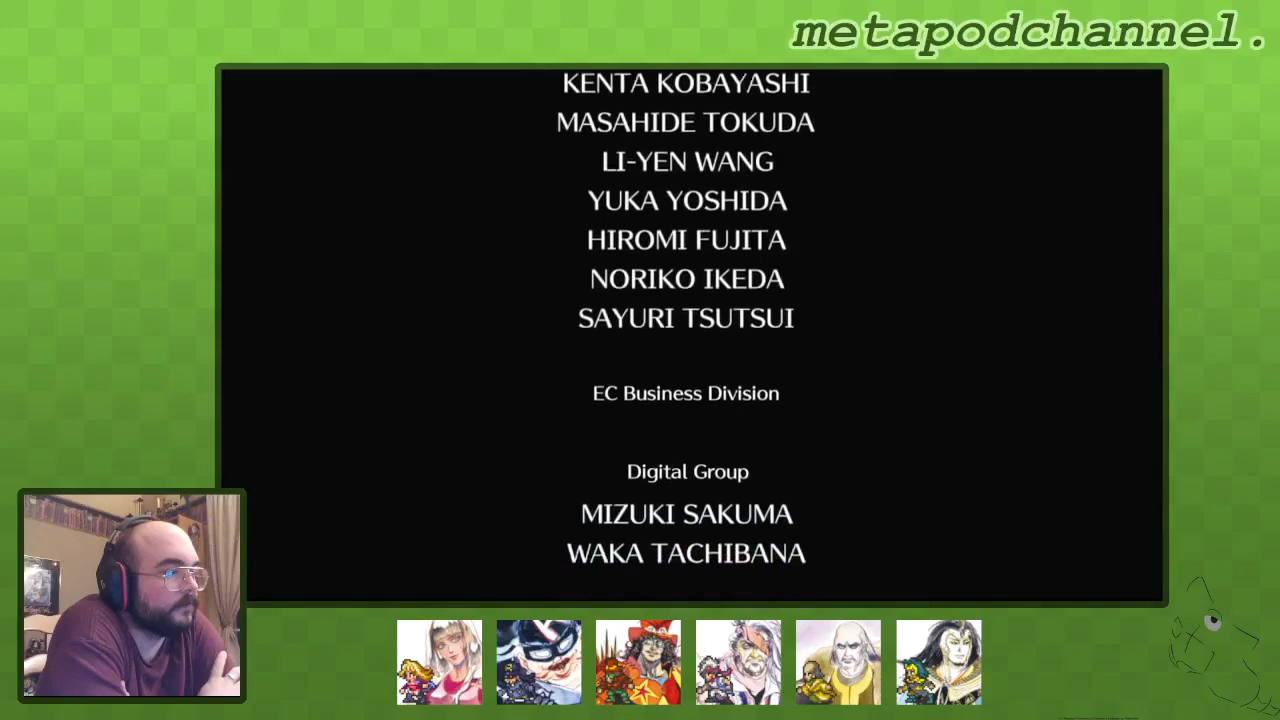 metapodchannel.
KENTA KOBAYASHI
MASAHIDE TOKUDA
LI-YEN WANG
YUKA YOSHIDA
HIROMI FUJITA
NORIKO IKEDA
SAYURI TSUTSUI
EC Business Division
Digital Group
MIZUKI SAKUMA
WAKA TACHIBANA